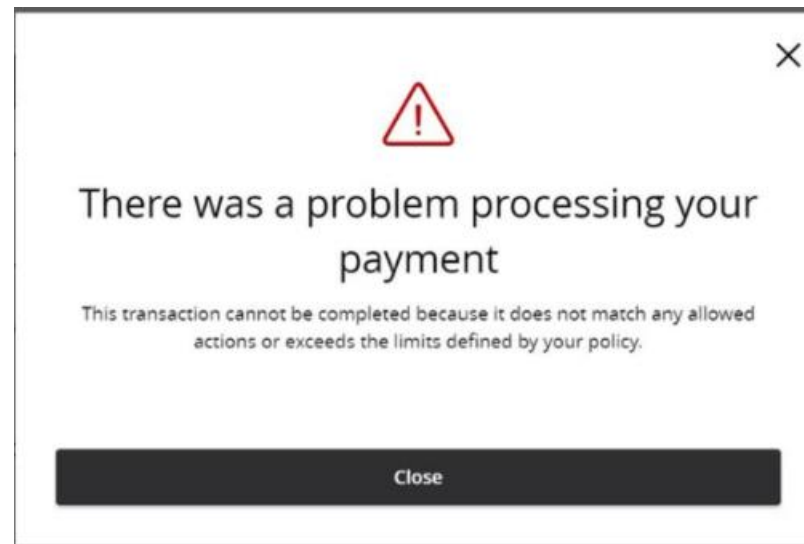 There was a problem processing your
payment
This transaction cannot be completed because it does not match any allowed
actions or exceeds the limits defined by your policy.
Close